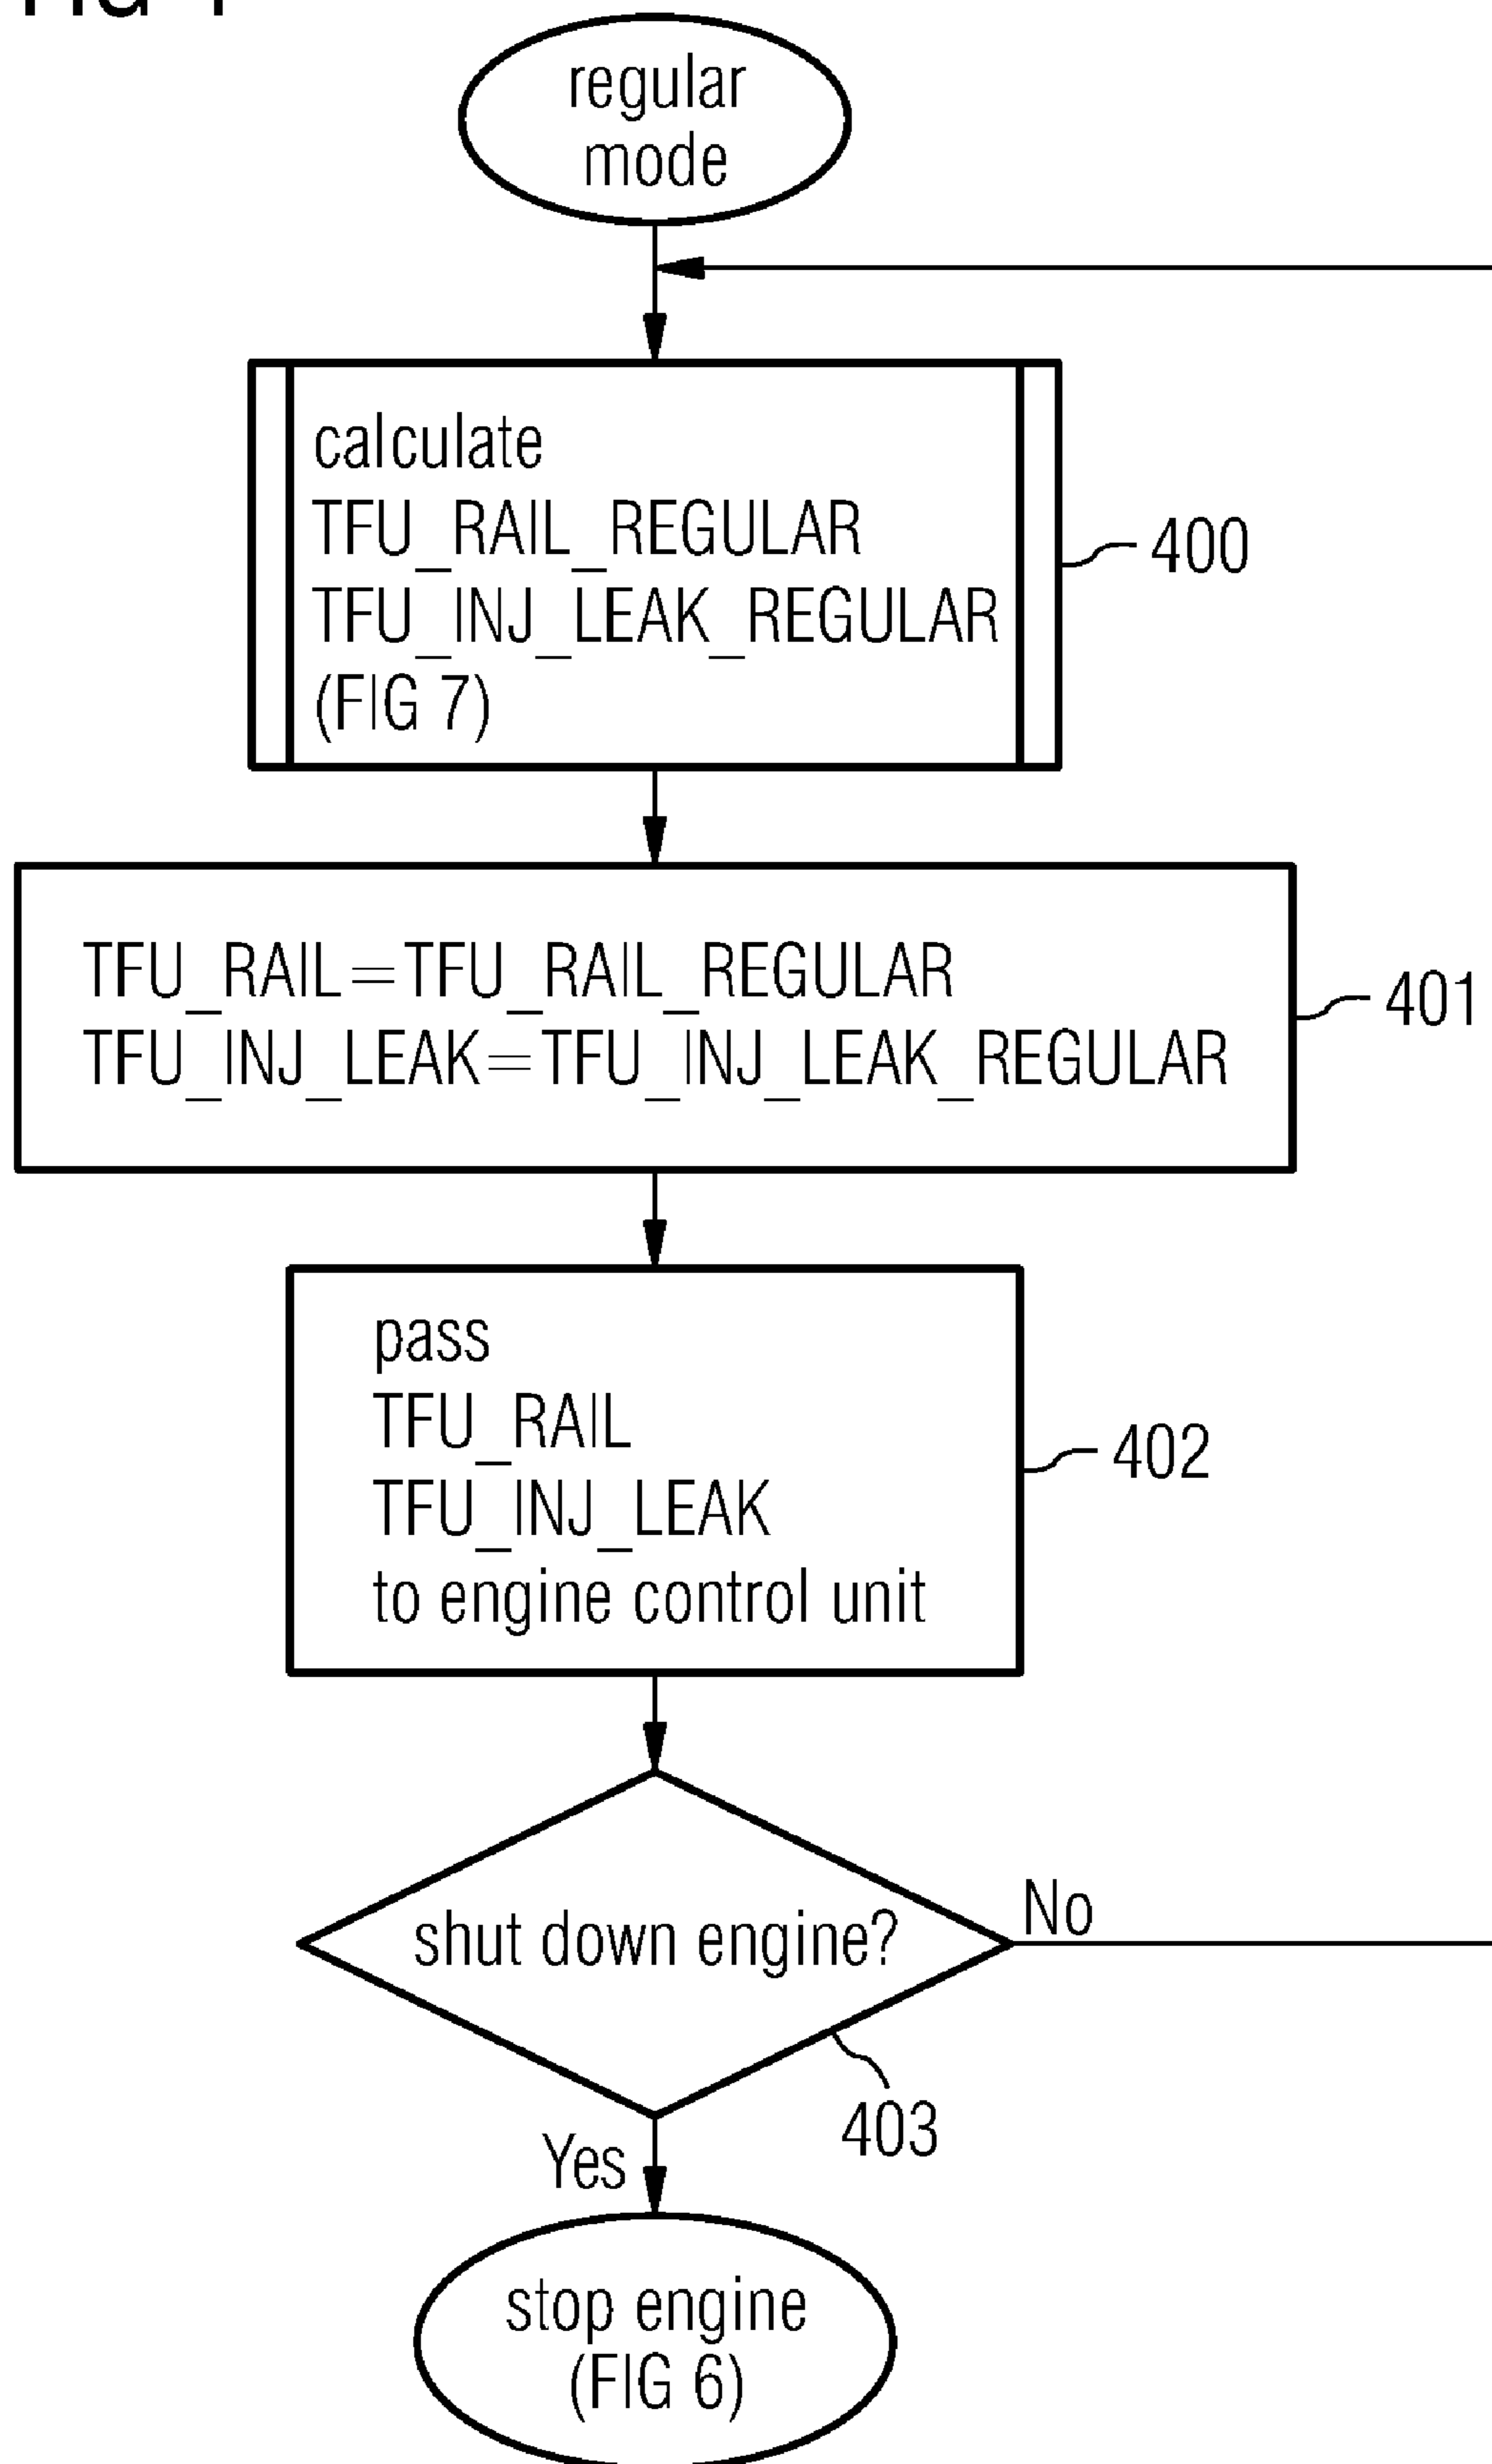 regular
mode
calculate
TFU_RAIL_REGULAR
TFU_INJ_LEAK_REGULAR
(FIG 7)
400
TFU_RAIL=TFU_RAIL_REGULAR
TFU_INJ_LEAK=TFU_INJ_LEAK_REGULAR
401
pass
TFU_RAIL
TFU_INJ_LEAK
to engine control unit
402
shut down engine?
No
403
Yes
stop engine
(FIG 6)